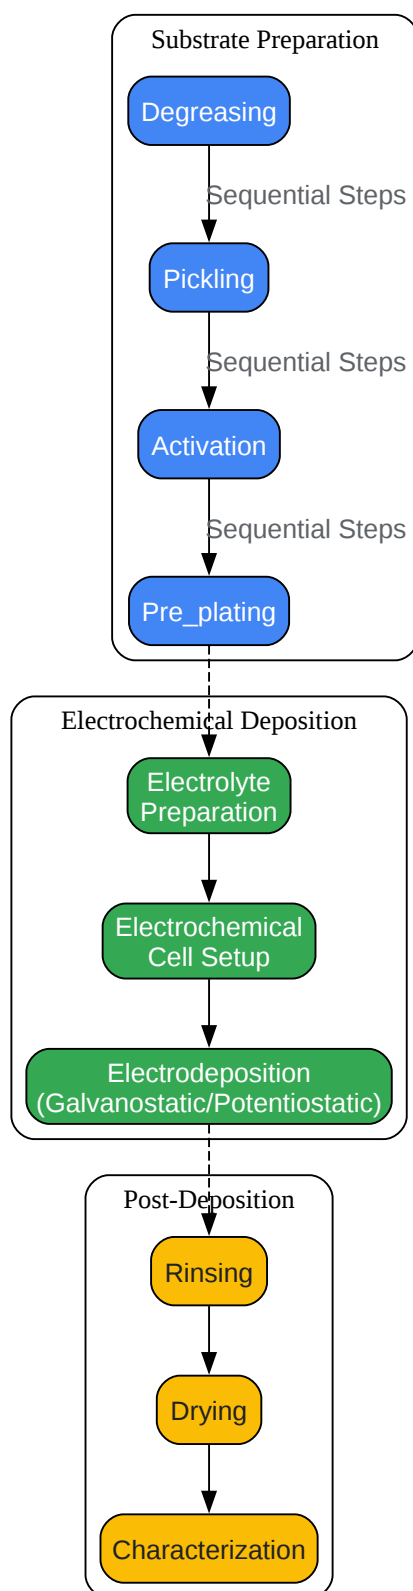 Substrate Preparation
Degreasing
Sequential Steps
Pickling
Sequential Steps
Activation
Sequential Steps
Pre_plating
Electrochemical Deposition
Electrolyte
Preparation
Electrochemical
Cell Setup
Electrodeposition
(Galvanostatic/Potentiostatic)
Post-Deposition
Rinsing
Drying
Characterization